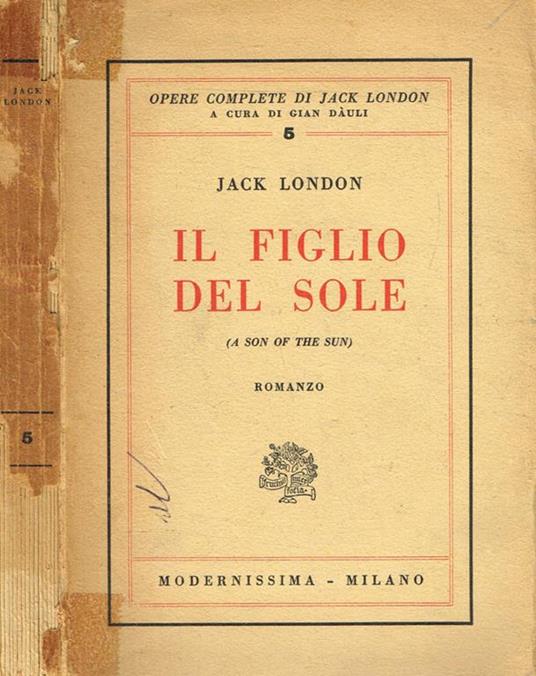 JACK
LONDON
5
OPERE COMPLETE DI JACK LONDON
A CURA DI GIAN DÀULI
5
JACK LONDON
IL FIGLIO
DEL SOLE
(A SON OF THE SUN)
ROMANZO
MODERNISSIMA - MILANO